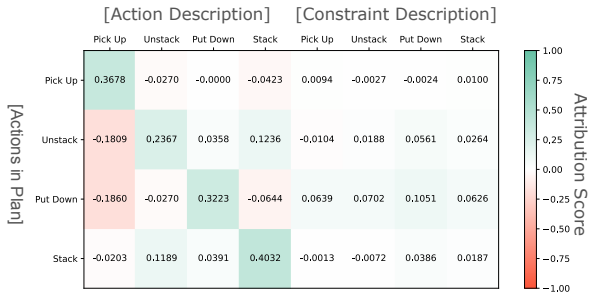 [Action Description] [Constraint Description]
Pick Up Unstack Put Down Stack Pick Up Unstack Put Down Stack
Pick Up 0.3678 -0.0270 -0.0000 -0.0423 0.0094 -0.0027 -0.0024 0.0100
Unstack -0.1809 0.2367 0.0358 0.1236 -0.0104 0.0188 0.0561 0.0264
Put Down -0.1860 -0.0270 0.3223 -0.0644 0.0639 0.0702 0.1051 0.0626
Stack -0.0203 0.1189 0.0391 0.4032 -0.0013 -0.0072 0.0386 0.0187
[Actions in Plan]
1.00
0.75
0.50
0.25
0.00
−0.25
−0.50
−0.75
−1.00
Attribution Score